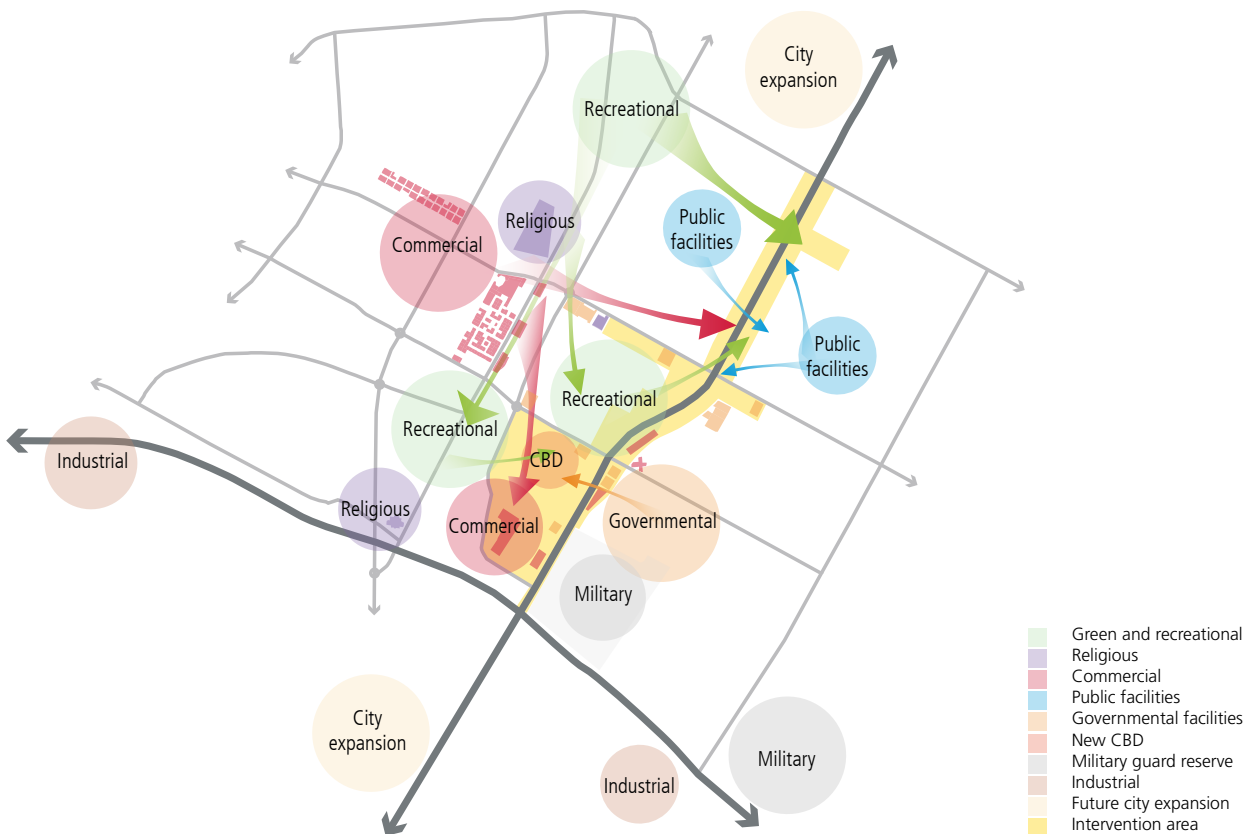 City
expansion
Recreational
Religious
Public
facilities
Commercial
Public
facilities
Recreational
Recreational
CBD
Industrial
Religious
Commercial
Governmental
Military
City
expansion
Industrial
Military
Green and recreational
Religious
Commercial
Public facilities
Governmental facilities
New CBD
Military guard reserve
Industrial
Future city expansion
Intervention area